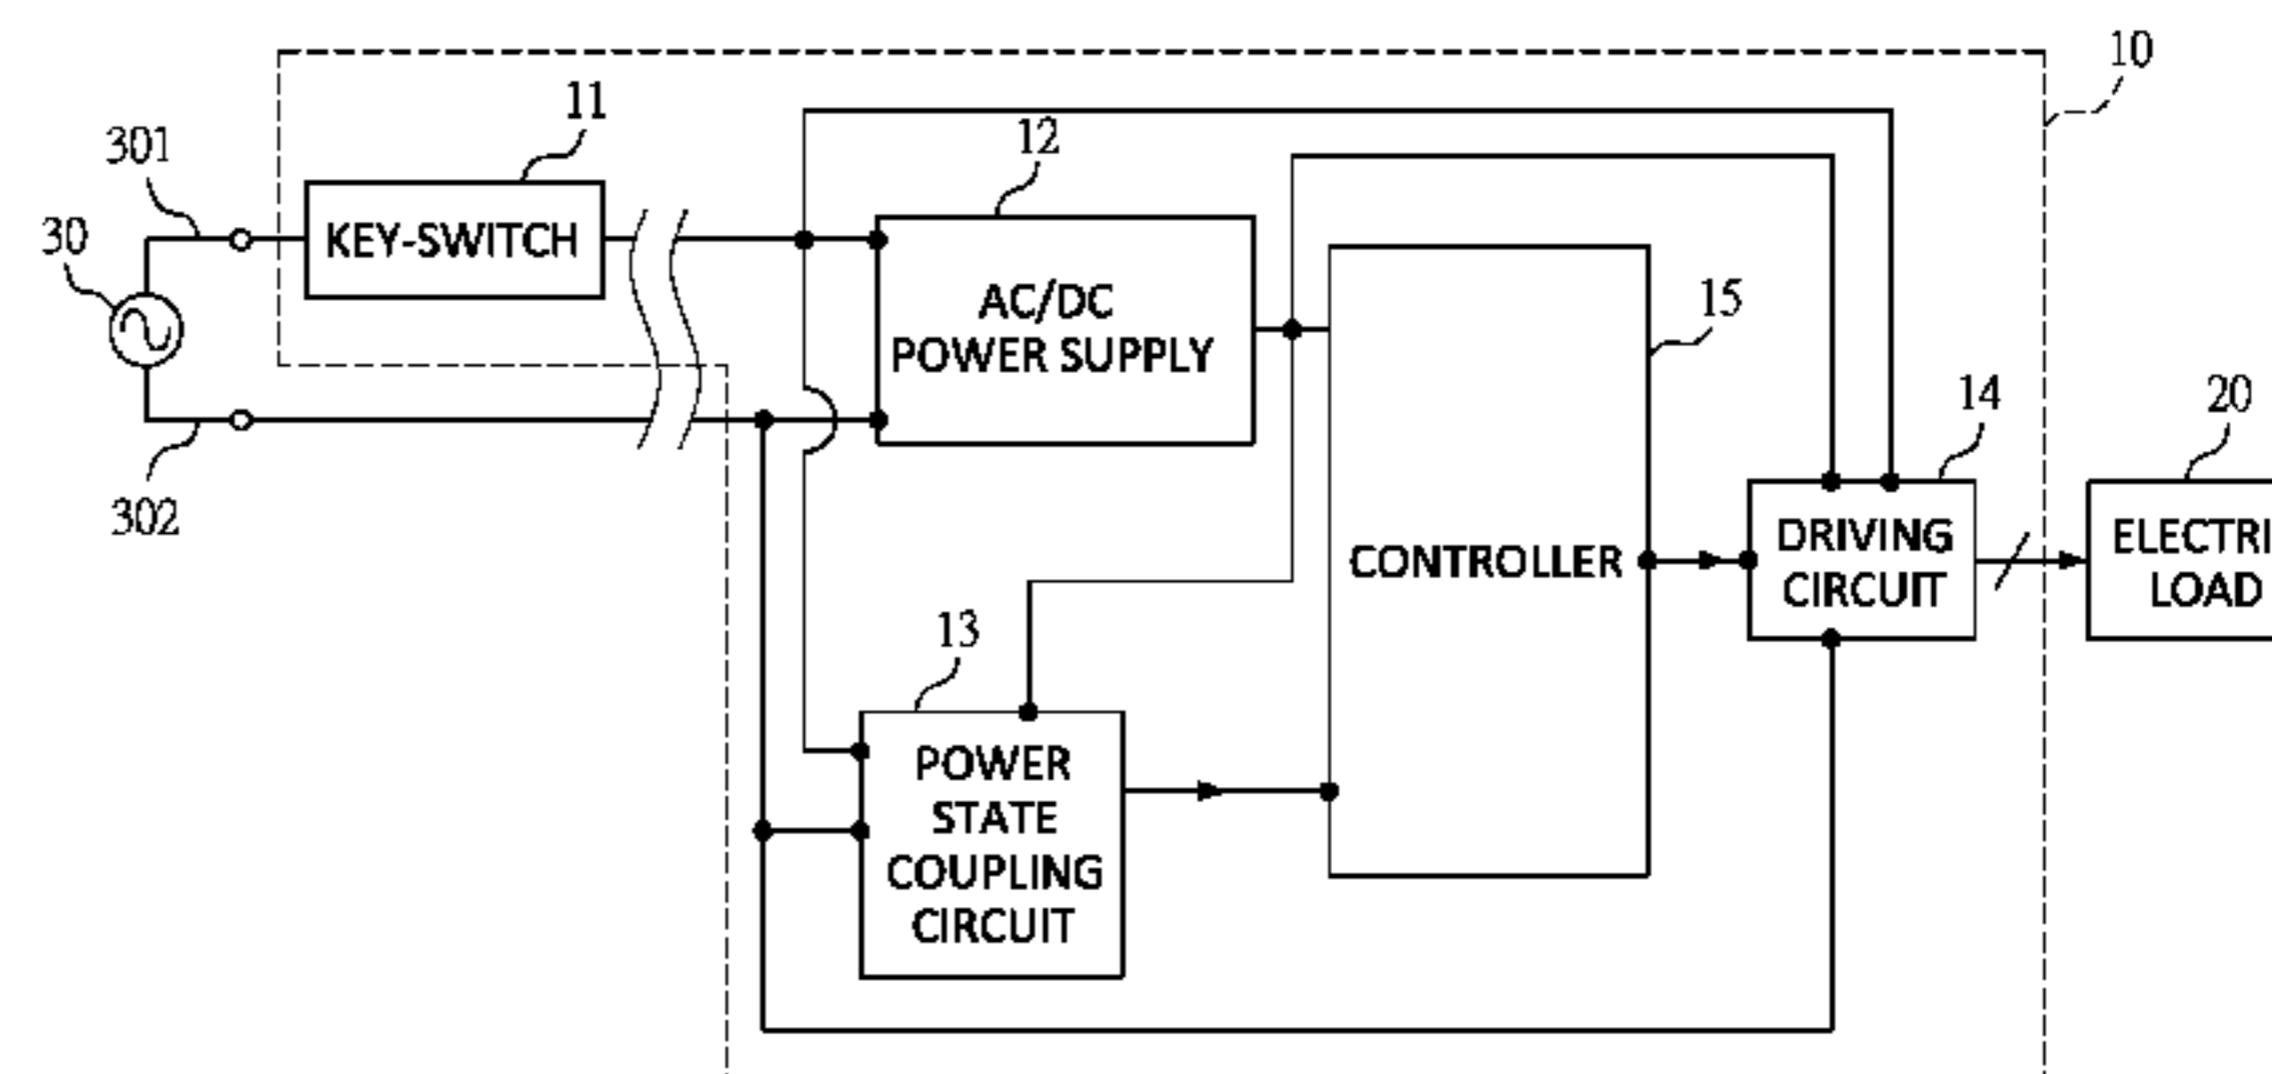 10
11
12
301
30
KEY-SWITCH
AC/DC
POWER SUPPLY
15
14
20
302
DRIVING
CIRCUIT
ELECTRI
LOAD
CONTROLLER
13
POWER
STATE
COUPLING
CIRCUIT